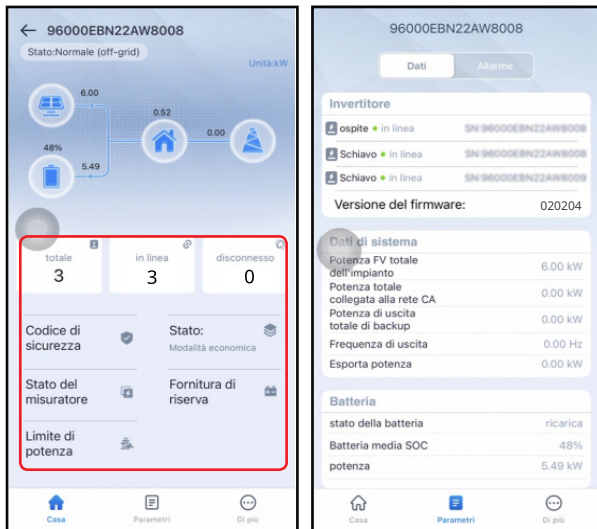 96000EBN22AW8008
Stato:Normale (off-grid)
Unità:kW
6.00
0.52
0.00
48%
5.49
totale
in linea
disconnesso
3
3
0
Codice di
sicurezza
Stato:
Modalità economica
Stato del
misuratore
Fornitura di
riserva
Limite di
potenza
Casa
Parametri
Di più
96000EBN22AW8008
Dati
Allarme
Invertitore
ospite • in linea
SN:96000EBN22AW8008
Schiavo • in linea
SN:96000EBN22AW8008
Schiavo • in linea
SN:96000EBN22AW8009
Versione del firmware:
020204
Dati di sistema
Potenza FV totale
dell'impianto
6.00 kW
Potenza totale
collegata alla rete CA
0.00 kW
Potenza di uscita
totale di backup
0.00 kW
Frequenza di uscita
0.00 Hz
Esporta potenza
0.00 kW
Batteria
stato della batteria
ricarica
Batteria media SOC
48%
potenza
5.49 kW
Casa
Parametri
Di più